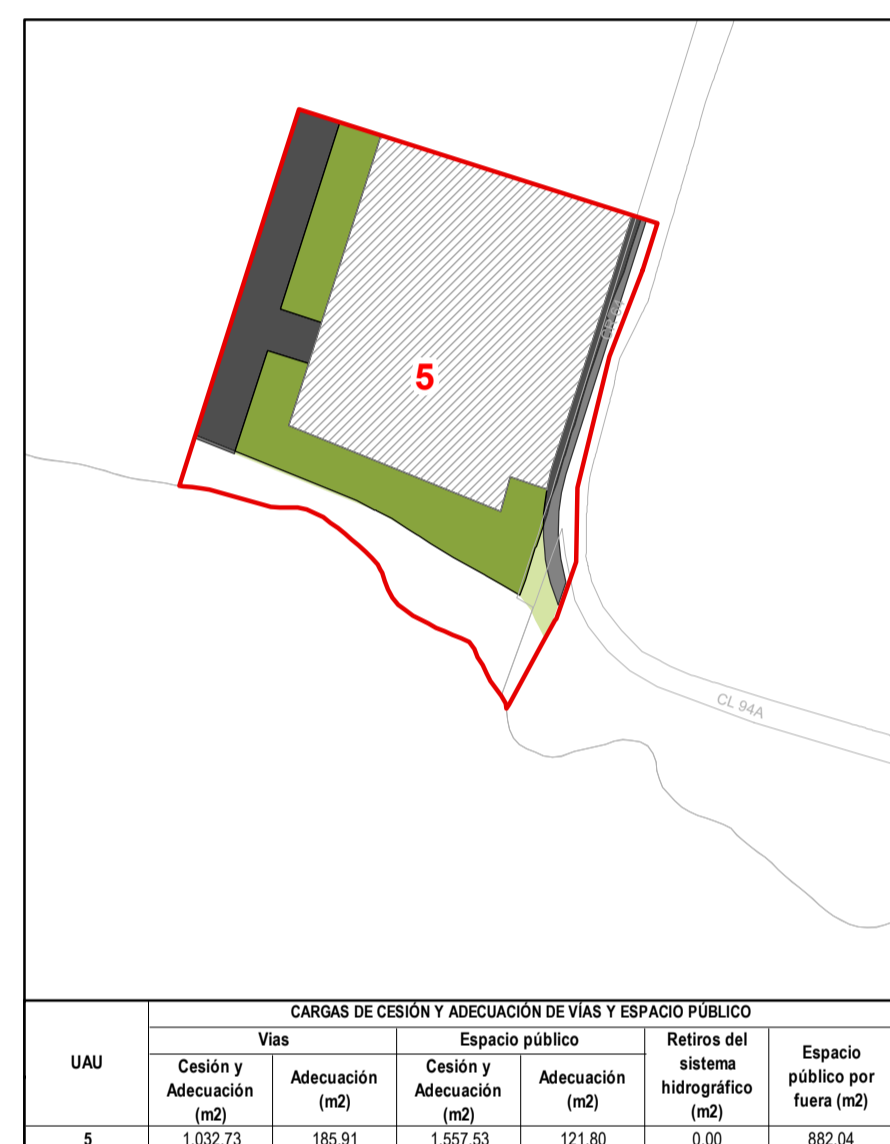 5
CL 94A
CARGAS DE CESIÓN Y ADECUACIÓN DE VÍAS Y ESPACIO PÚBLICO
UAU
Vias
Espacio público
Retiros del
sistema
hidrográfico
(m2)
Espacio
público por
fuera (m2)
Cesión y
Adecuación
(m2)
Adecuación
(m2)
Cesión y
Adecuación
(m2)
Adecuación
(m2)
5 1.032,73 185,91 1.557,53 121,80 0,00 882,04